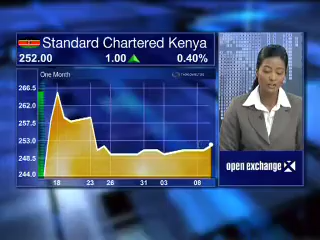 Standard Chartered Kenya
252.00 1.00 0.40%
One Month
266.5
262.0
257.5
253.0
248.5
244.0
18 23 26 31 03 09
open exchange